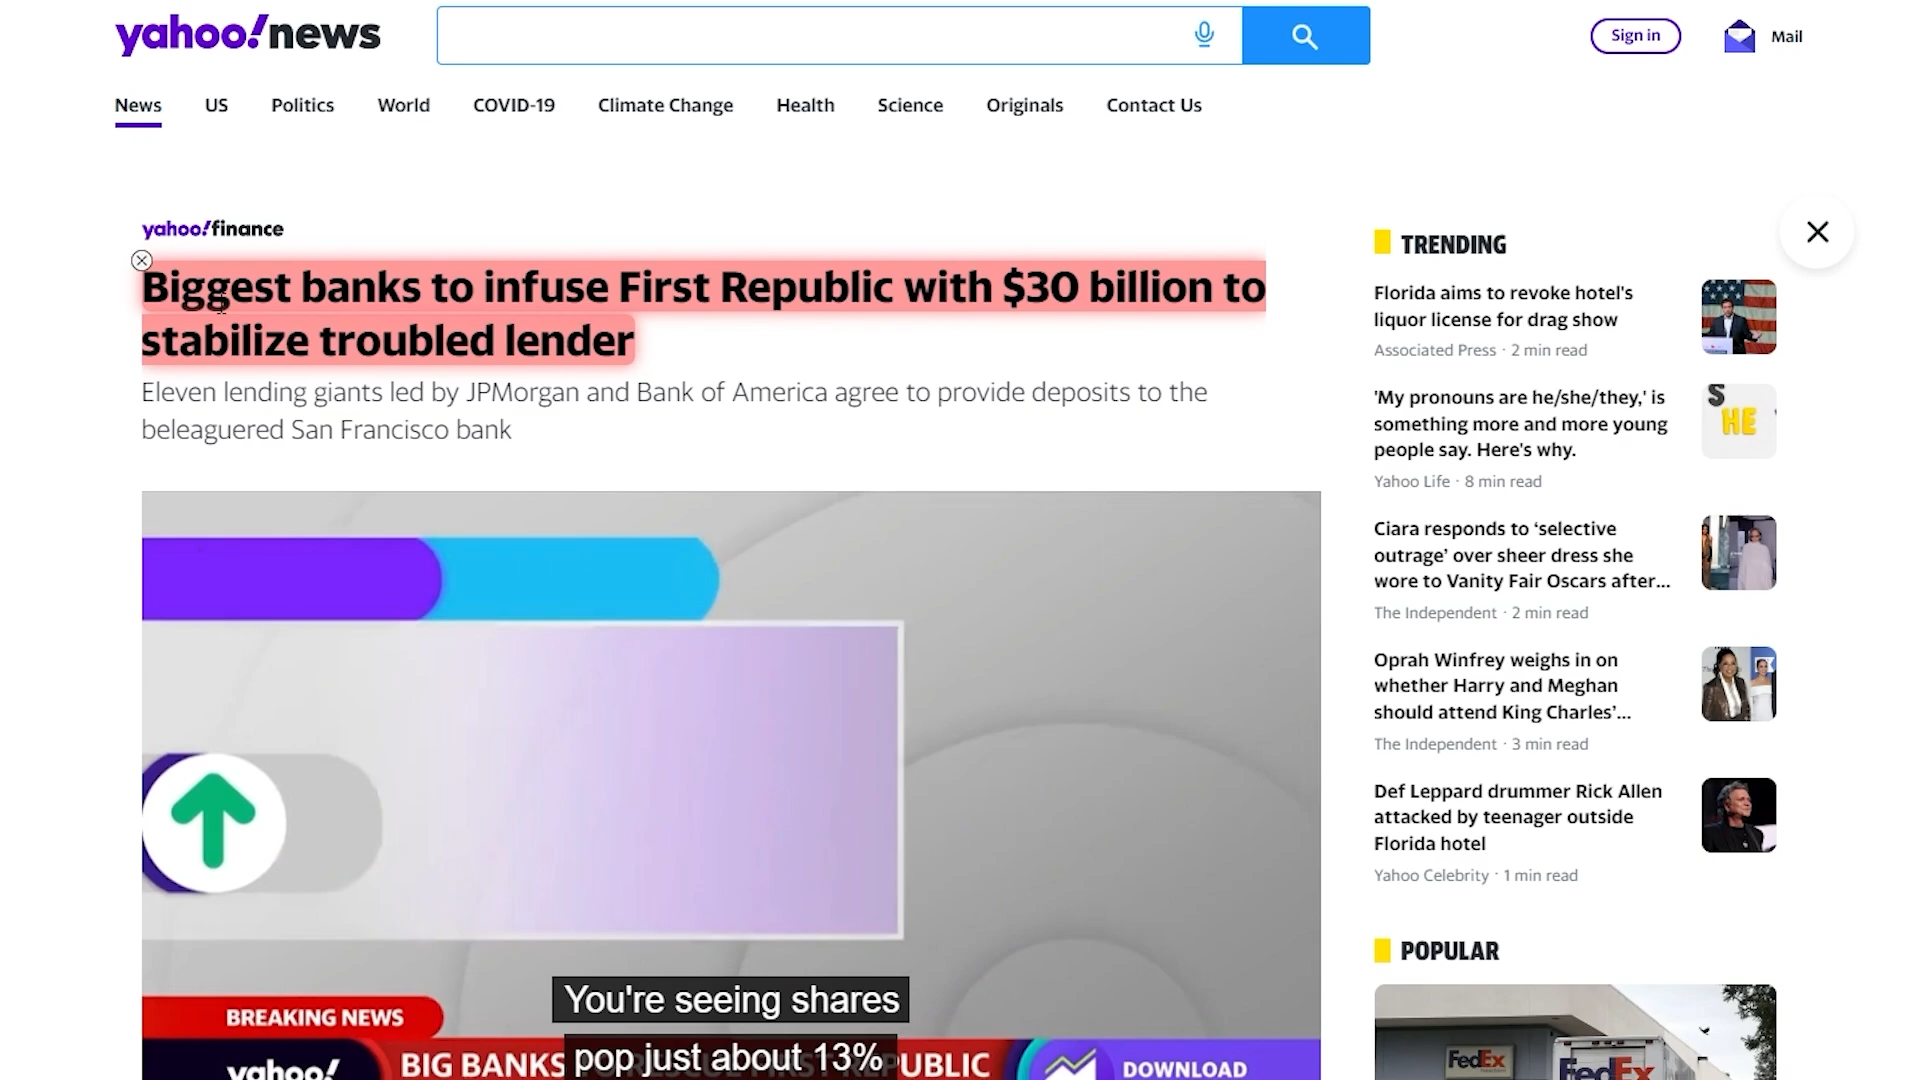 yahoo!news
Sign in
Mail
News US Politics World COVID-19 Climate Change Health Science Originals Contact Us
yahoo!finance
Biggest banks to infuse First Republic with $30 billion to
stabilize troubled lender
Eleven lending giants led by JPMorgan and Bank of America agree to provide deposits to the
beleaguered San Francisco bank
You're seeing shares
pop just about 13%
BREAKING NEWS
yahoo!
BIG BANKS
DOWNLOAD
TRENDING
Florida aims to revoke hotel's
liquor license for drag show
Associated Press · 2 min read
'My pronouns are he/she/they,' is
something more and more young
people say. Here's why.
Yahoo Life · 8 min read
S
HE
Ciara responds to ‘selective
outrage’ over sheer dress she
wore to Vanity Fair Oscars after...
The Independent · 2 min read
Oprah Winfrey weighs in on
whether Harry and Meghan
should attend King Charles’...
The Independent · 3 min read
Def Leppard drummer Rick Allen
attacked by teenager outside
Florida hotel
Yahoo Celebrity · 1 min read
POPULAR
FedEx
FedEx